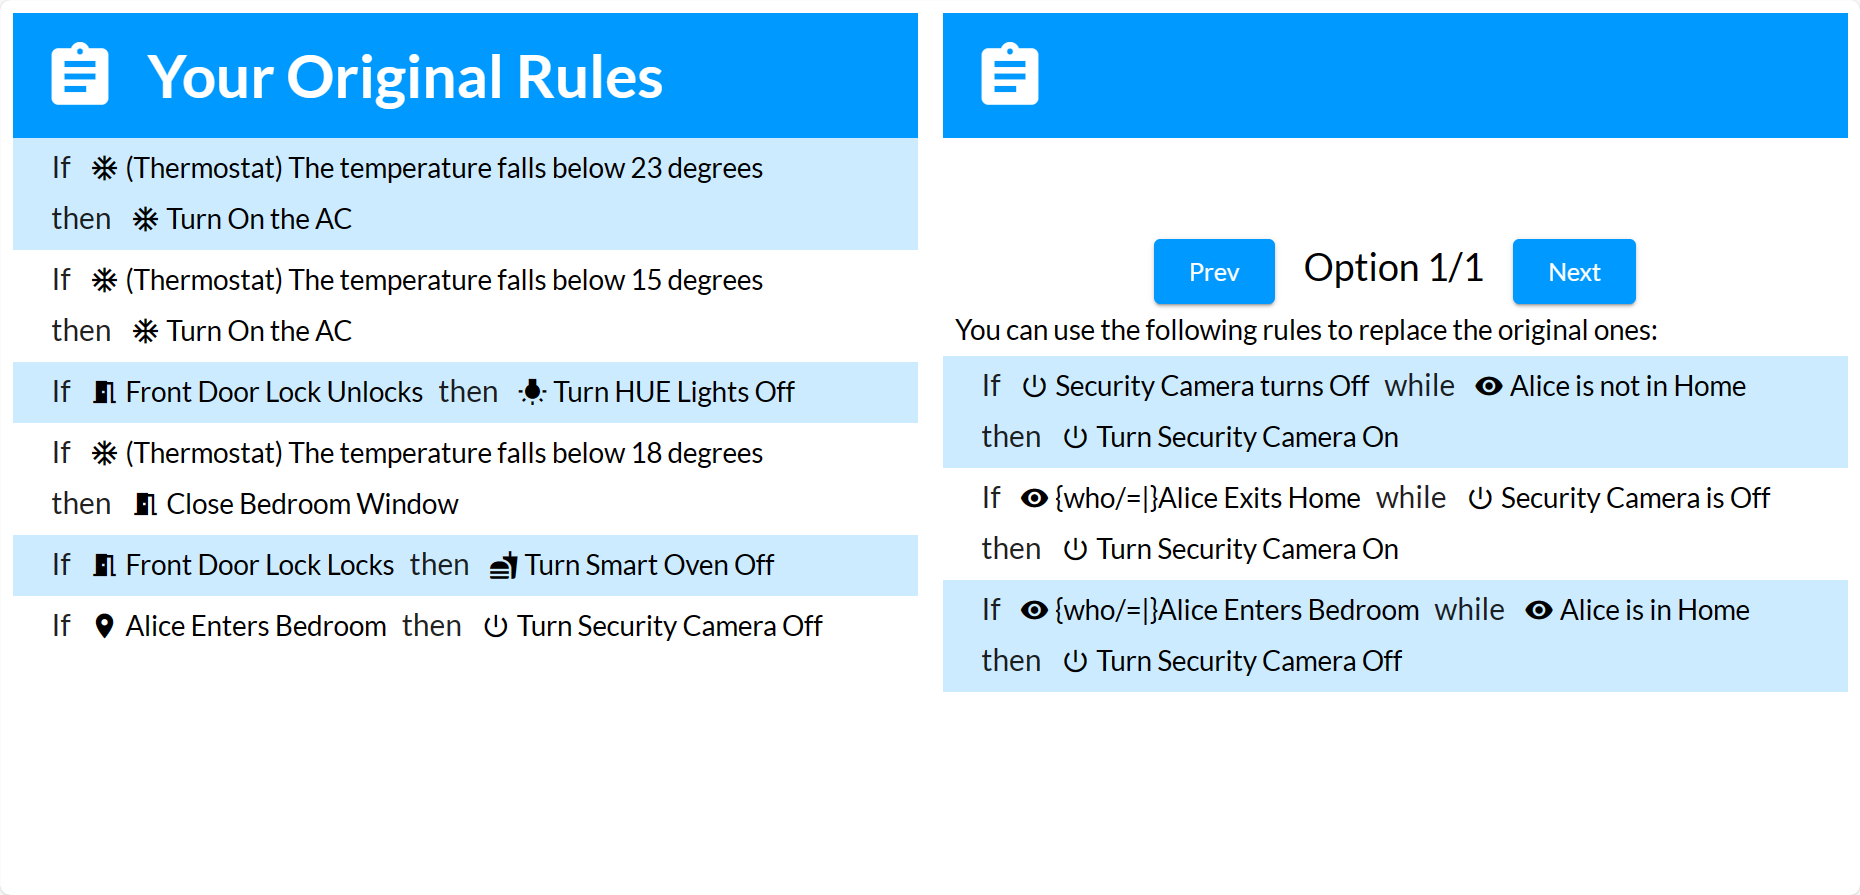 Your Original Rules
If (Thermostat) The temperature falls below 23 degrees
then Turn On the AC
If (Thermostat) The temperature falls below 15 degrees
then Turn On the AC
If Front Door Lock Unlocks then Turn HUE Lights Off
If (Thermostat) The temperature falls below 18 degrees
then Close Bedroom Window
If Front Door Lock Locks then Turn Smart Oven Off
If Alice Enters Bedroom then Turn Security Camera Off
Prev Option 1/1 Next
You can use the following rules to replace the original ones:
If Security Camera turns Off while Alice is not in Home
then Turn Security Camera On
If {who/=|}Alice Exits Home while Security Camera is Off
then Turn Security Camera On
If {who/=|}Alice Enters Bedroom while Alice is in Home
then Turn Security Camera Off